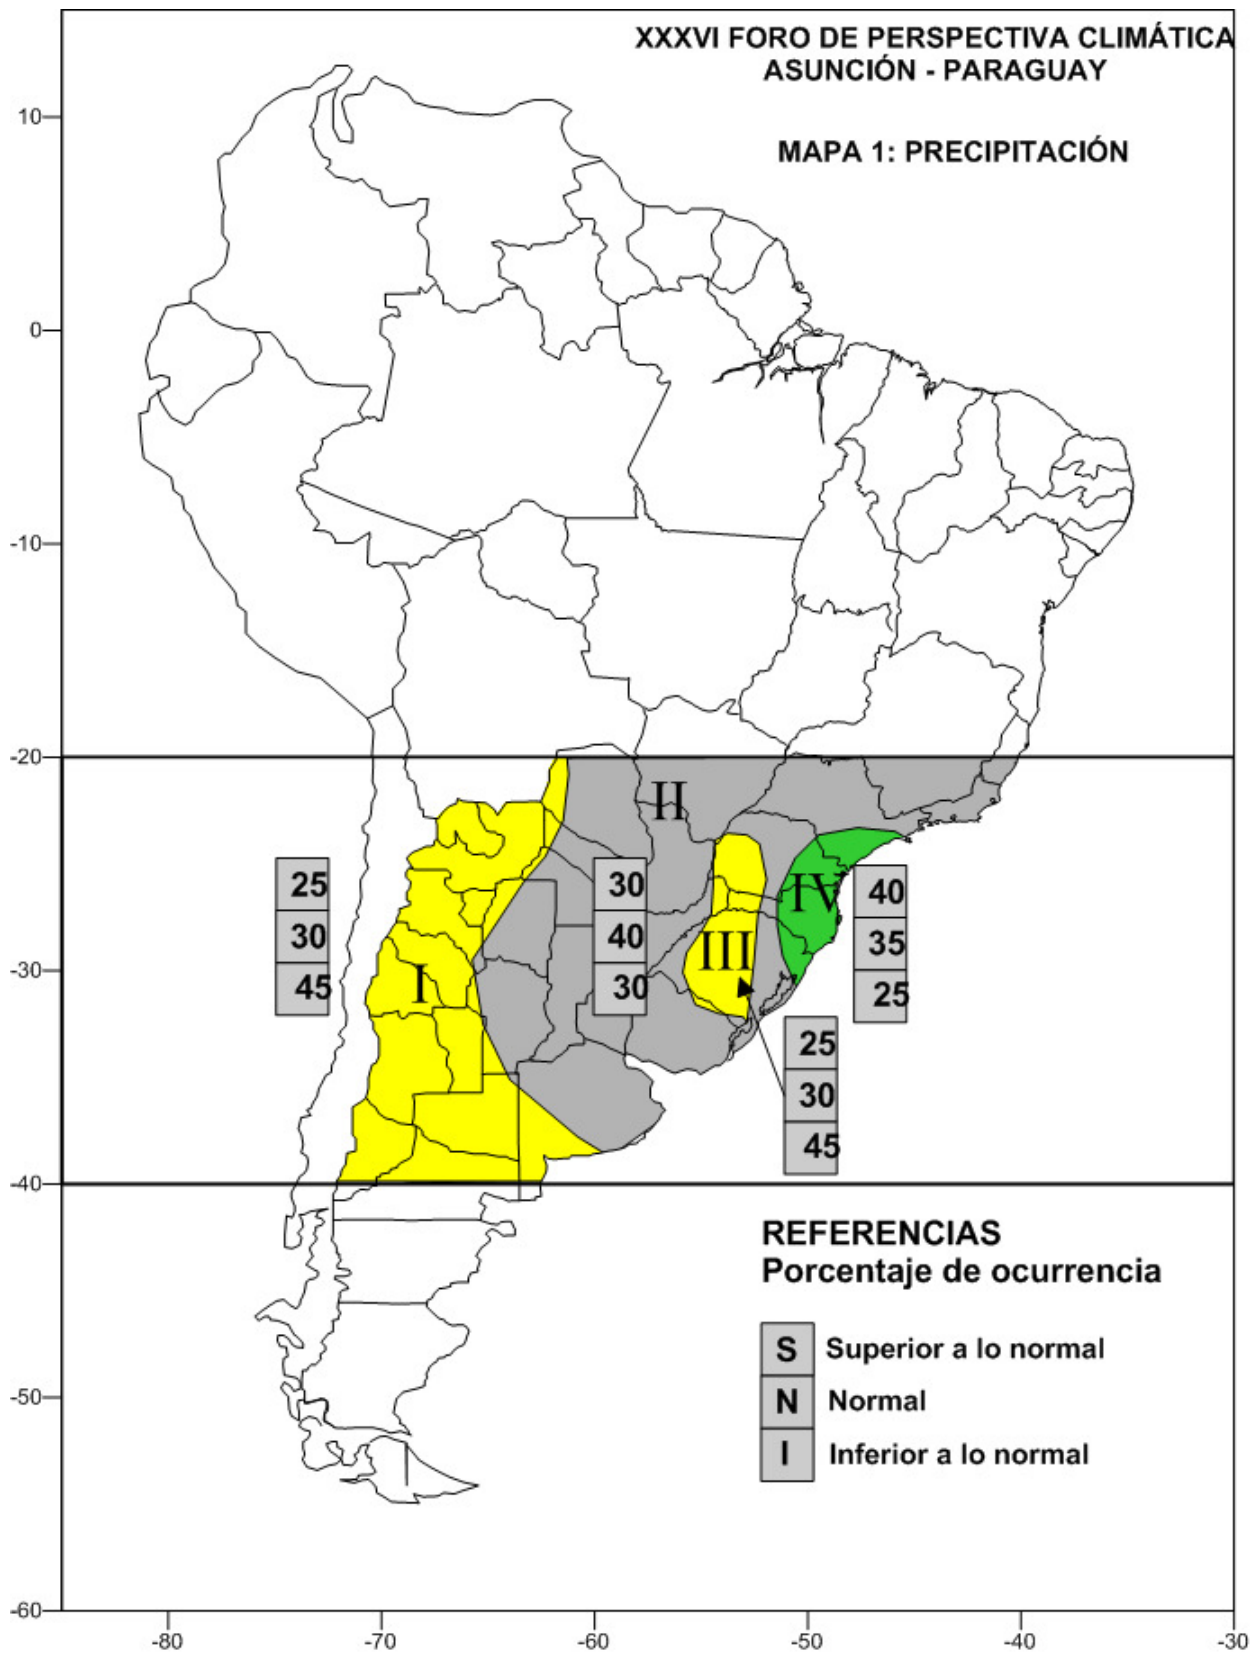 XXXVI FORO DE PERSPECTIVA CLIMÁTICA
ASUNCIÓN - PARAGUAY
MAPA 1: PRECIPITACIÓN
10
0
-10
-20
-30
-40
-50
-60
-80
-70
-60
-50
-40
-30
I
25
30
45
II
30
40
30
III
25
30
45
IV
40
35
25
REFERENCIAS
Porcentaje de ocurrencia
S Superior a lo normal
N Normal
I Inferior a lo normal